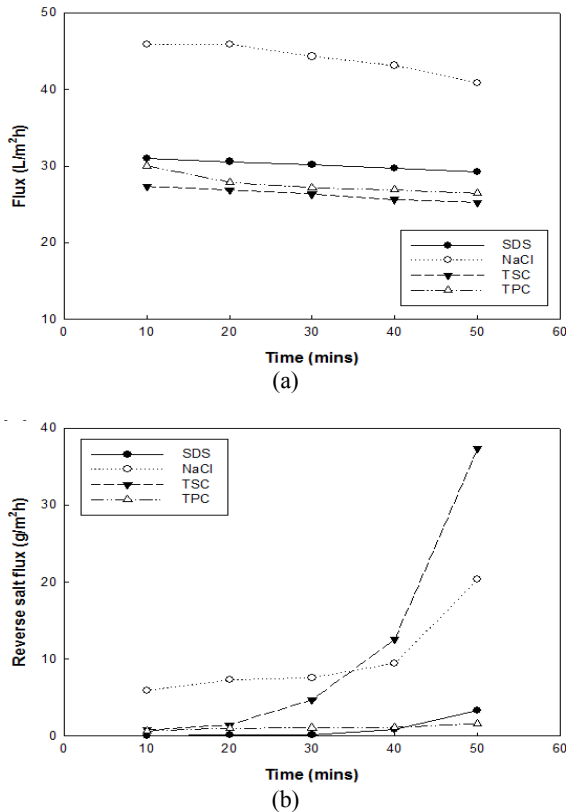 50
40
30
20
10
Flux (L/m²h)
SDS
NaCl
TSC
TPC
0 10 20 30 40 50 60
Time (mins)
(a)
40
30
20
10
0
Reverse salt flux (g/m²h)
SDS
NaCl
TSC
TPC
0 10 20 30 40 50 60
Time (mins)
(b)